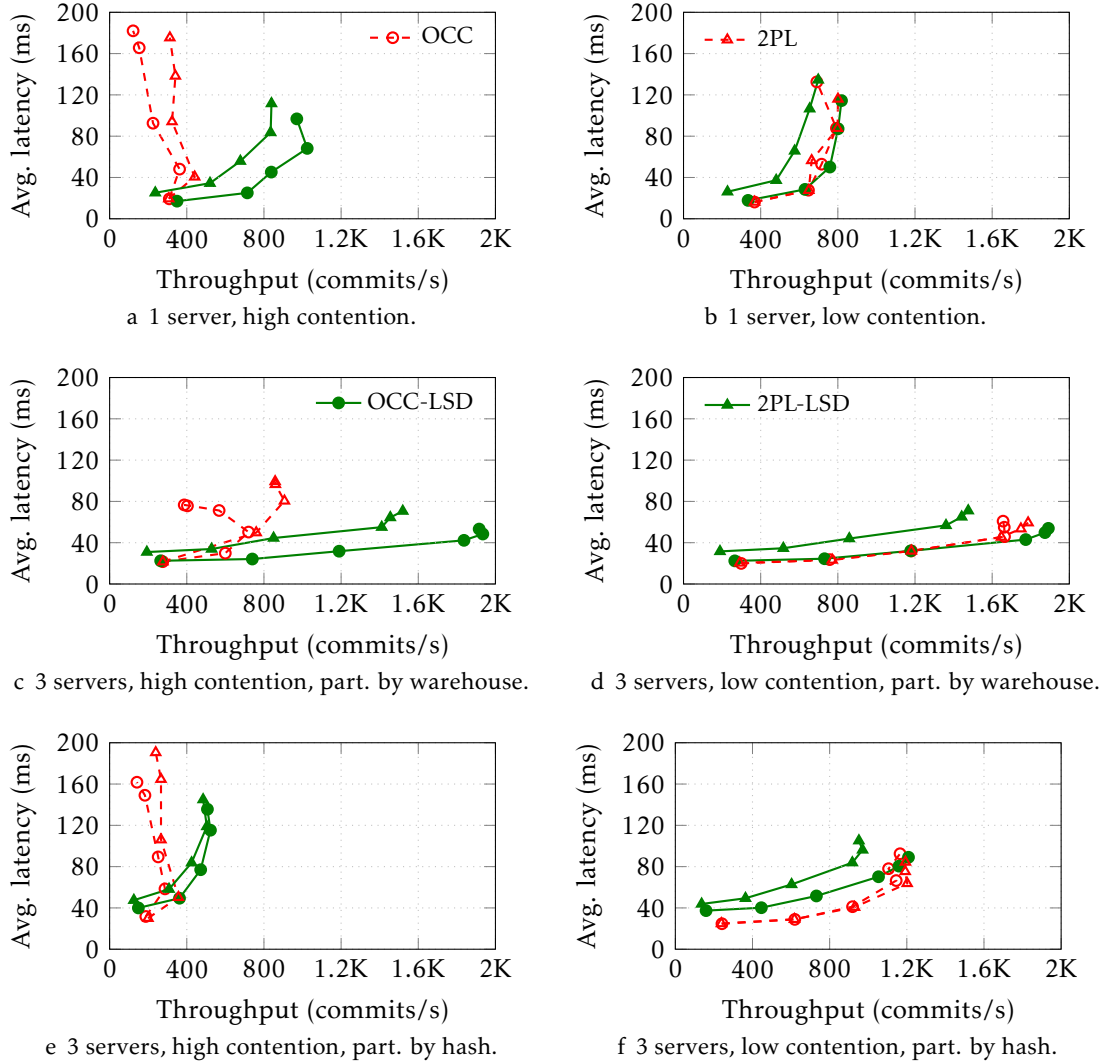 200
160
120
80
40
0
Avg. latency (ms)
OCC
0 400 800 1.2K 1.6K 2K
Throughput (commits/s)
a 1 server, high contention.
200
160
120
80
40
0
Avg. latency (ms)
2PL
0 400 800 1.2K 1.6K 2K
Throughput (commits/s)
b 1 server, low contention.
200
160
120
80
40
0
Avg. latency (ms)
OCC-LSD
0 400 800 1.2K 1.6K 2K
Throughput (commits/s)
c 3 servers, high contention, part. by warehouse.
200
160
120
80
40
0
Avg. latency (ms)
2PL-LSD
0 400 800 1.2K 1.6K 2K
Throughput (commits/s)
d 3 servers, low contention, part. by warehouse.
200
160
120
80
40
0
Avg. latency (ms)
0 400 800 1.2K 1.6K 2K
Throughput (commits/s)
e 3 servers, high contention, part. by hash.
200
160
120
80
40
0
Avg. latency (ms)
0 400 800 1.2K 1.6K 2K
Throughput (commits/s)
f 3 servers, low contention, part. by hash.